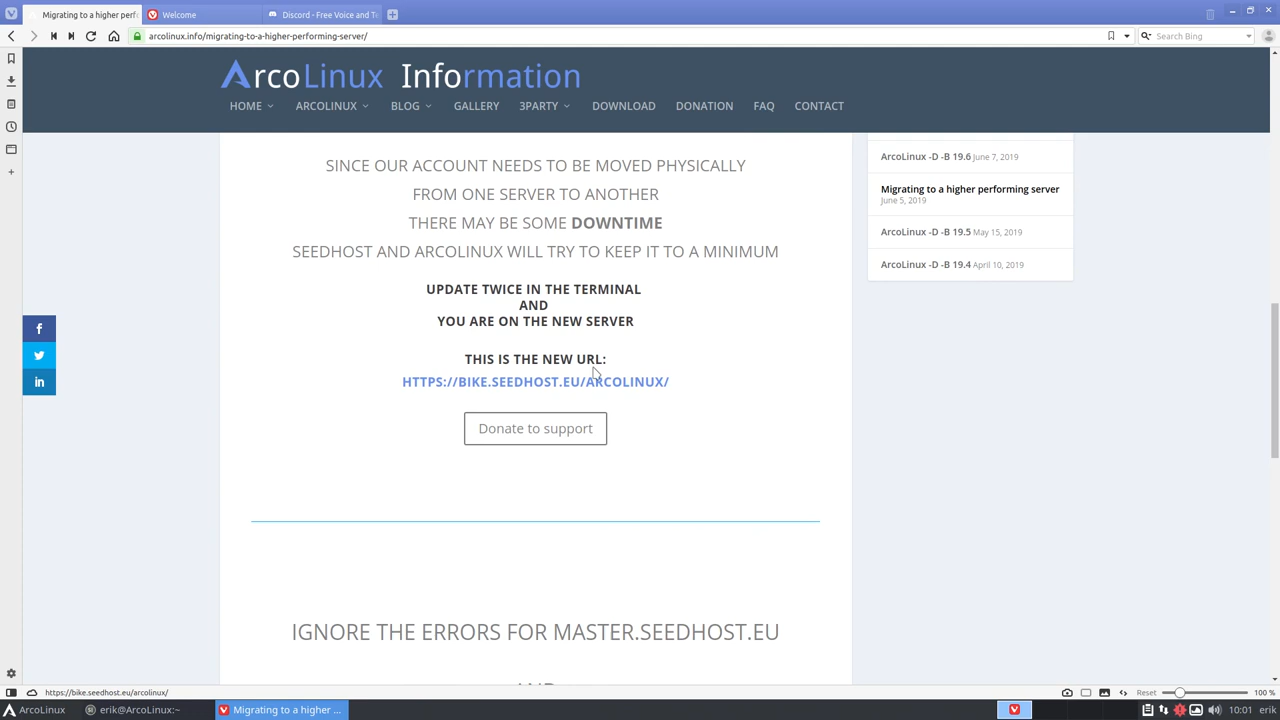 Migrating to a higher perf
Welcome
Discord - Free Voice and T
arcolinux.info/migrating-to-a-higher-performing-server/
Search Bing
ArcoLinux Information
HOME
ARCOLINUX
BLOG
GALLERY
3PARTY
DOWNLOAD
DONATION
FAQ
CONTACT
SINCE OUR ACCOUNT NEEDS TO BE MOVED PHYSICALLY
FROM ONE SERVER TO ANOTHER
THERE MAY BE SOME DOWNTIME
SEEDHOST AND ARCOLINUX WILL TRY TO KEEP IT TO A MINIMUM
UPDATE TWICE IN THE TERMINAL
AND
YOU ARE ON THE NEW SERVER
THIS IS THE NEW URL:
HTTPS://BIKE.SEEDHOST.EU/ARCOLINUX/
Donate to support
IGNORE THE ERRORS FOR MASTER.SEEDHOST.EU
ArcoLinux -D -B 19.6 June 7, 2019
Migrating to a higher performing server
June 5, 2019
ArcoLinux -D -B 19.5 May 15, 2019
ArcoLinux -D -B 19.4 April 10, 2019
https://bike.seedhost.eu/arcolinux/
Reset
100 %
ArcoLinux
erik@ArcoLinux:~
Migrating to a higher ...
10:01
erik